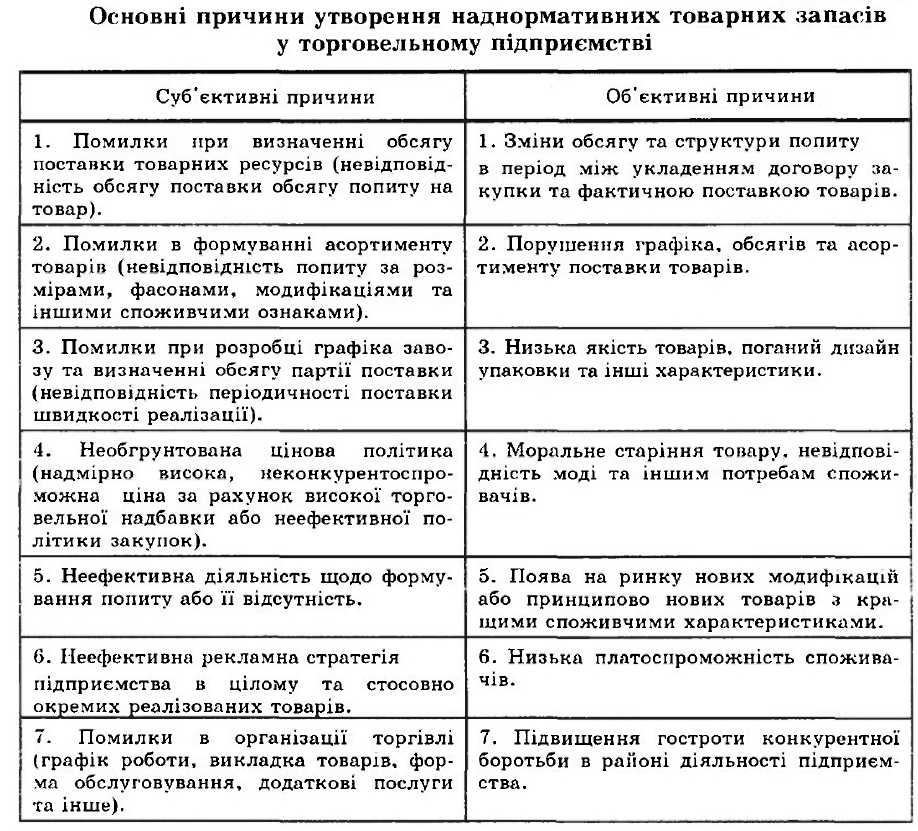 Основні причини утворення наднормативних товарних запасів
у торговельному підприємстві
Суб'єктивні причини
Об'єктивні причини
1. Помилки при визначенні обсягу
поставки товарних ресурсів (невідповід-
ність обсягу поставки обсягу попиту на
товар).
1. Зміни обсягу та структури попиту
в період між укладенням договору за-
купки та фактичною поставкою товарів.
2. Помилки в формуванні асортименту
товарів (невідповідність попиту за роз-
мірами, фасонами, модифікаціями та
іншими споживчими ознаками).
2. Порушення графіка, обсягів та асор-
тименту поставки товарів.
3. Помилки при розробці графіка заво-
зу та визначенні обсягу партії поставки
(невідповідність періодичності поставки
швидкості реалізації).
3. Низька якість товарів, поганий дизайн
упаковки та інші характеристики.
4. Необгрунтована цінова політика
(надмірно висока, неконкурентоспро-
можна ціна за рахунок високої торго-
вельної надбавки або неефективної по-
літики закупок).
4. Моральне старіння товару, невідпові-
дність моді та іншим потребам спожи-
вачів.
5. Неефективна діяльність щодо форму-
вання попиту або її відсутність.
5. Поява на ринку нових модифікацій
або принципово нових товарів з кра-
щими споживчими характеристиками.
6. Неефективна рекламна стратегія
підприємства в цілому та стосовно
окремих реалізованих товарів.
6. Низька платоспроможність спожива-
чів.
7. Помилки в організації торгівлі
(графік роботи, викладка товарів, фор-
ма обслуговування, додаткові послуги
та інше).
7. Підвищення гостроти конкурентної
боротьби в районі діяльності підприєм-
ства.